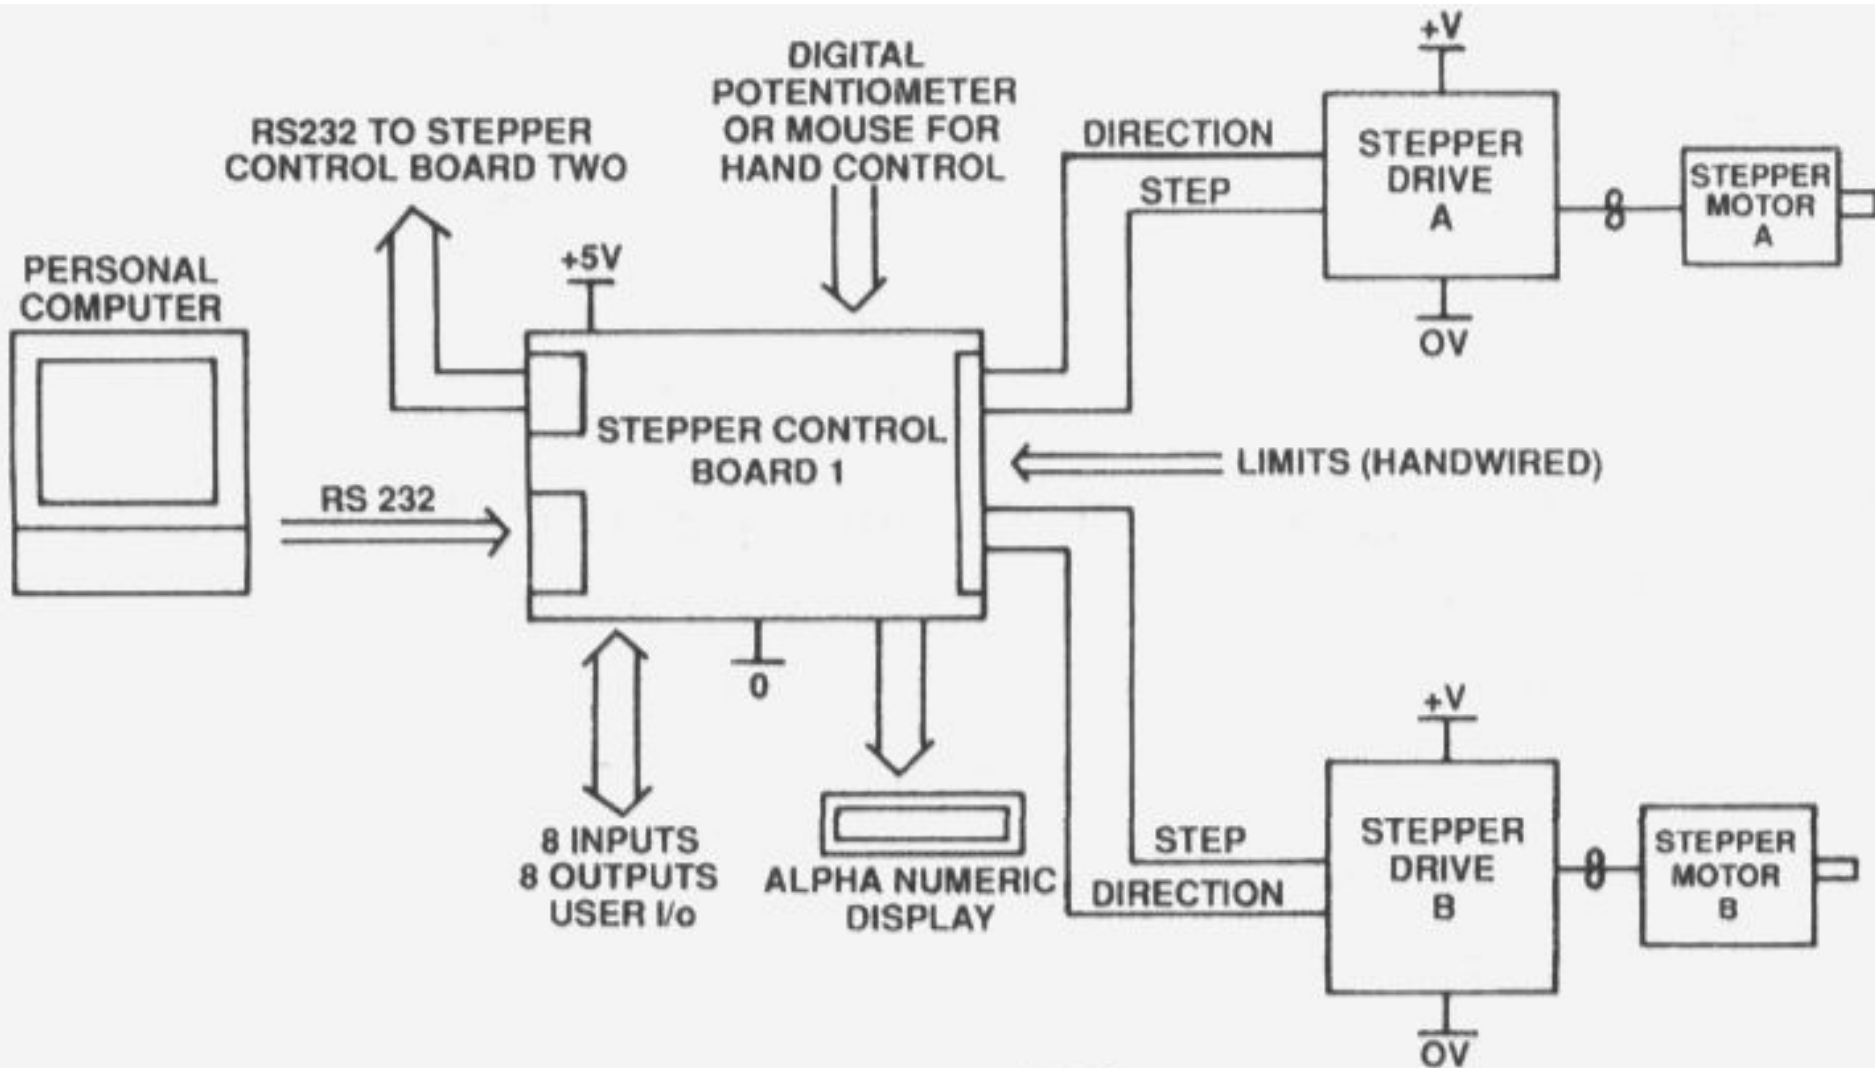 DIGITAL
POTENTIOMETER
OR MOUSE FOR
HAND CONTROL
RS232 TO STEPPER
CONTROL BOARD TWO
+5V
PERSONAL
COMPUTER
RS 232
STEPPER CONTROL
BOARD 1
0
8 INPUTS
8 OUTPUTS
USER I/o
ALPHA NUMERIC
DISPLAY
DIRECTION
STEP
+V
STEPPER
DRIVE
A
OV
STEPPER
MOTOR
A
LIMITS (HANDWIRED)
STEP
DIRECTION
+V
STEPPER
DRIVE
B
OV
STEPPER
MOTOR
B